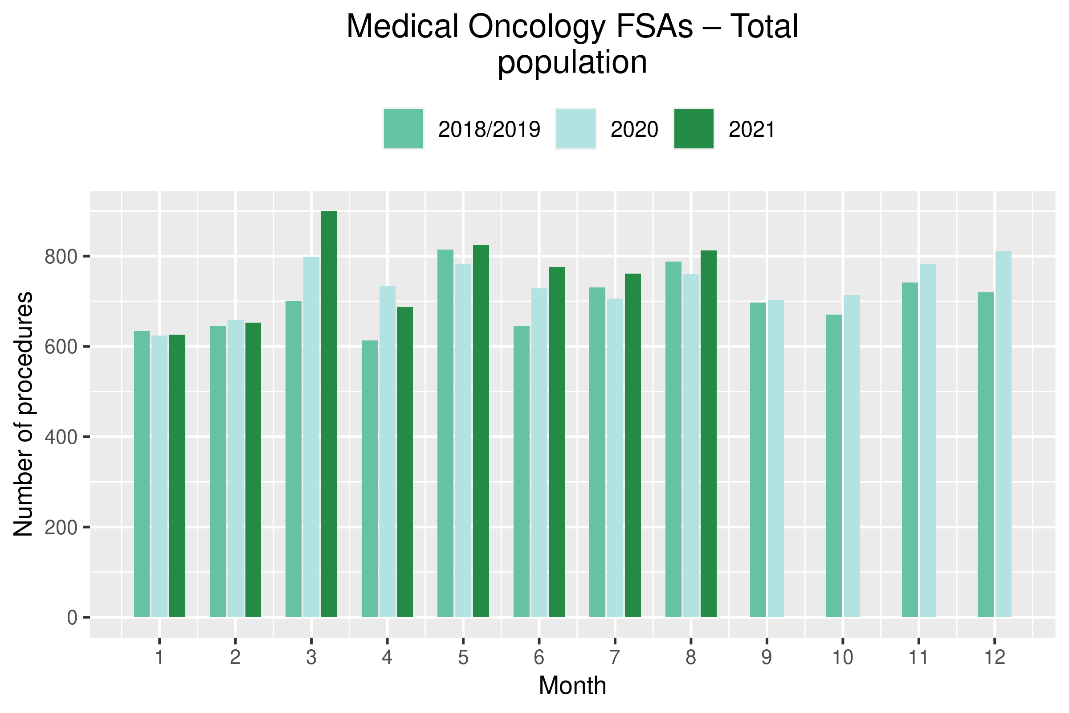 Medical Oncology FSAs – Total
population
2018/2019 2020 2021
Number of procedures
800
600
400
200
0
1 2 3 4 5 6 7 8 9 10 11 12
Month